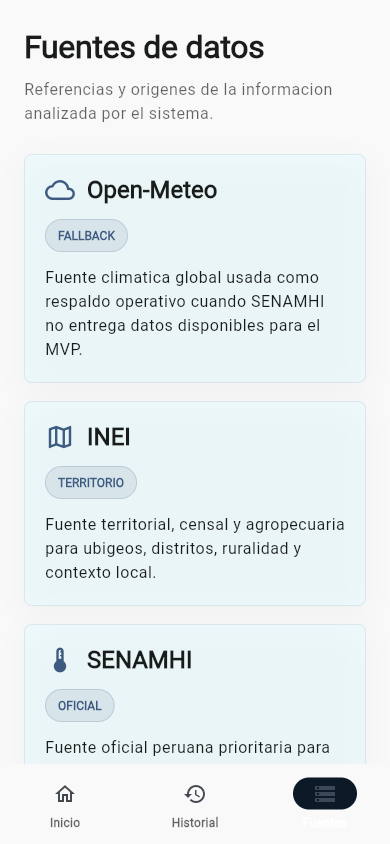 Fuentes de datos
Referencias y origenes de la informacion
analizada por el sistema.
Open-Meteo
FALLBACK
Fuente climatica global usada como
respaldo operativo cuando SENAMHI
no entrega datos disponibles para el
MVP.
INEI
TERRITORIO
Fuente territorial, censal y agropecuaria
para ubigeos, distritos, ruralidad y
contexto local.
SENAMHI
OFICIAL
Fuente oficial peruana prioritaria para
Inicio
Historial
Fuentes